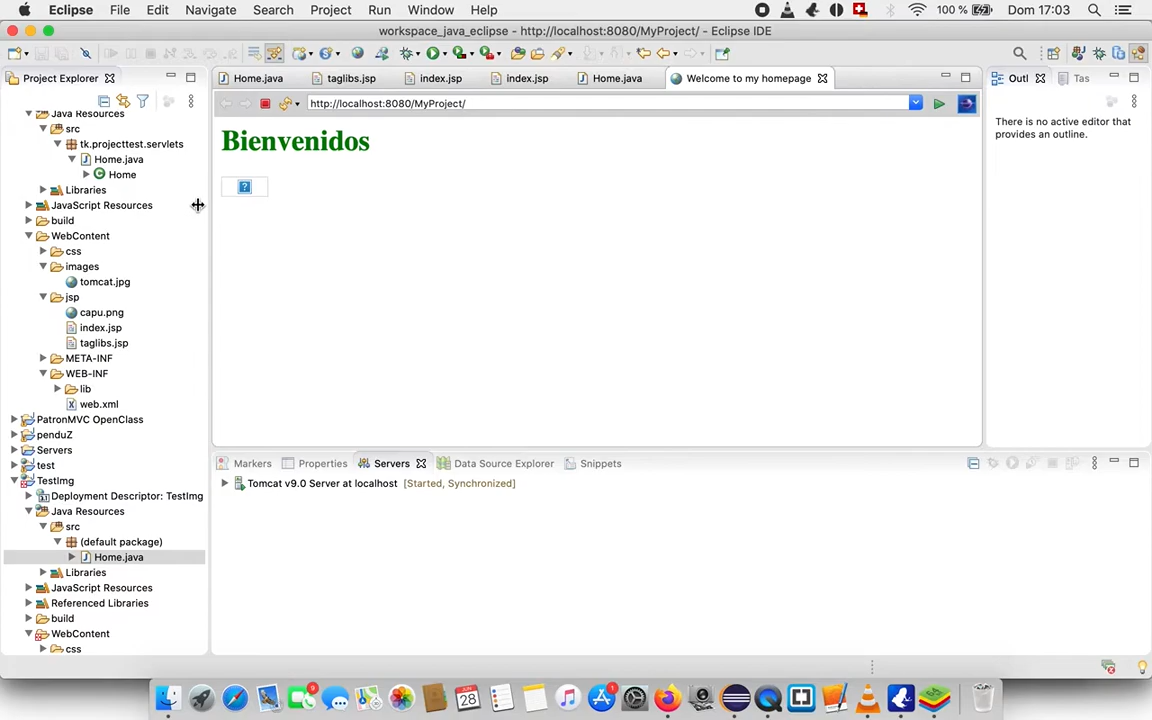 Eclipse File Edit Navigate Search Project Run Window Help 100 % Dom 17:03
workspace_java_eclipse - http://localhost:8080/MyProject/ - Eclipse IDE
Project Explorer
Home.java taglibs.jsp index.jsp index.jsp Home.java Welcome to my homepage
Outl Tas
http://localhost:8080/MyProject/
Bienvenidos
There is no active editor that
provides an outline.
Java Resources
src
tk.projecttest.servlets
Home.java
Home
Libraries
JavaScript Resources
build
WebContent
css
images
tomcat.jpg
jsp
capu.png
index.jsp
taglibs.jsp
META-INF
WEB-INF
lib
web.xml
PatronMVC OpenClass
penduZ
Servers
test
TestImg
Deployment Descriptor: TestImg
Java Resources
src
(default package)
Home.java
Libraries
JavaScript Resources
Referenced Libraries
build
WebContent
css
Markers Properties Servers Data Source Explorer Snippets
Tomcat v9.0 Server at localhost [Started, Synchronized]